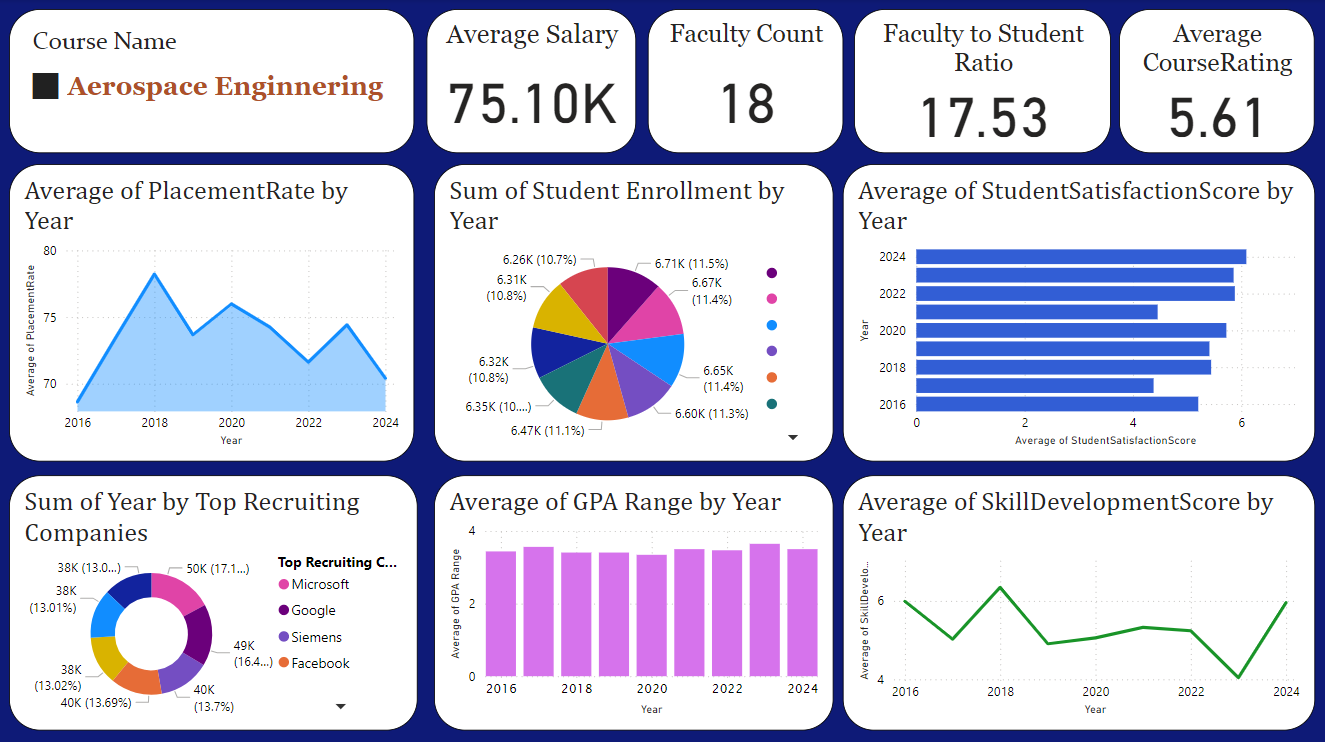 Course Name
Aerospace Enginnering
Average Salary
75.10K
Faculty Count
18
Faculty to Student
Ratio
17.53
Average
CourseRating
5.61
Average of PlacementRate by
Year
Average of PlacementRate
80
75
70
2016
2018
2020
2022
2024
Year
Sum of Student Enrollment by
Year
6.26K (10.7%)
6.71K (11.5%)
6.31K
(10.8%)
6.67K
(11.4%)
6.32K
(10.8%)
6.65K
(11.4%)
6.35K (10....)
6.60K (11.3%)
6.47K (11.1%)
Average of StudentSatisfactionScore by
Year
Year
2024
2022
2020
2018
2016
0
2
4
6
Average of StudentSatisfactionScore
Sum of Year by Top Recruiting
Companies
38K (13.0...)
50K (17.1...)
38K
(13.01%)
49K
(16.4...)
38K
(13.02%)
40K
(13.7%)
40K (13.69%)
Top Recruiting C...
Microsoft
Google
Siemens
Facebook
Average of GPA Range by Year
Average of GPA Range
4
2
0
2016
2018
2020
2022
2024
Year
Average of SkillDevelopmentScore by
Year
Average of SkillDevelo...
6
4
2016
2018
2020
2022
2024
Year